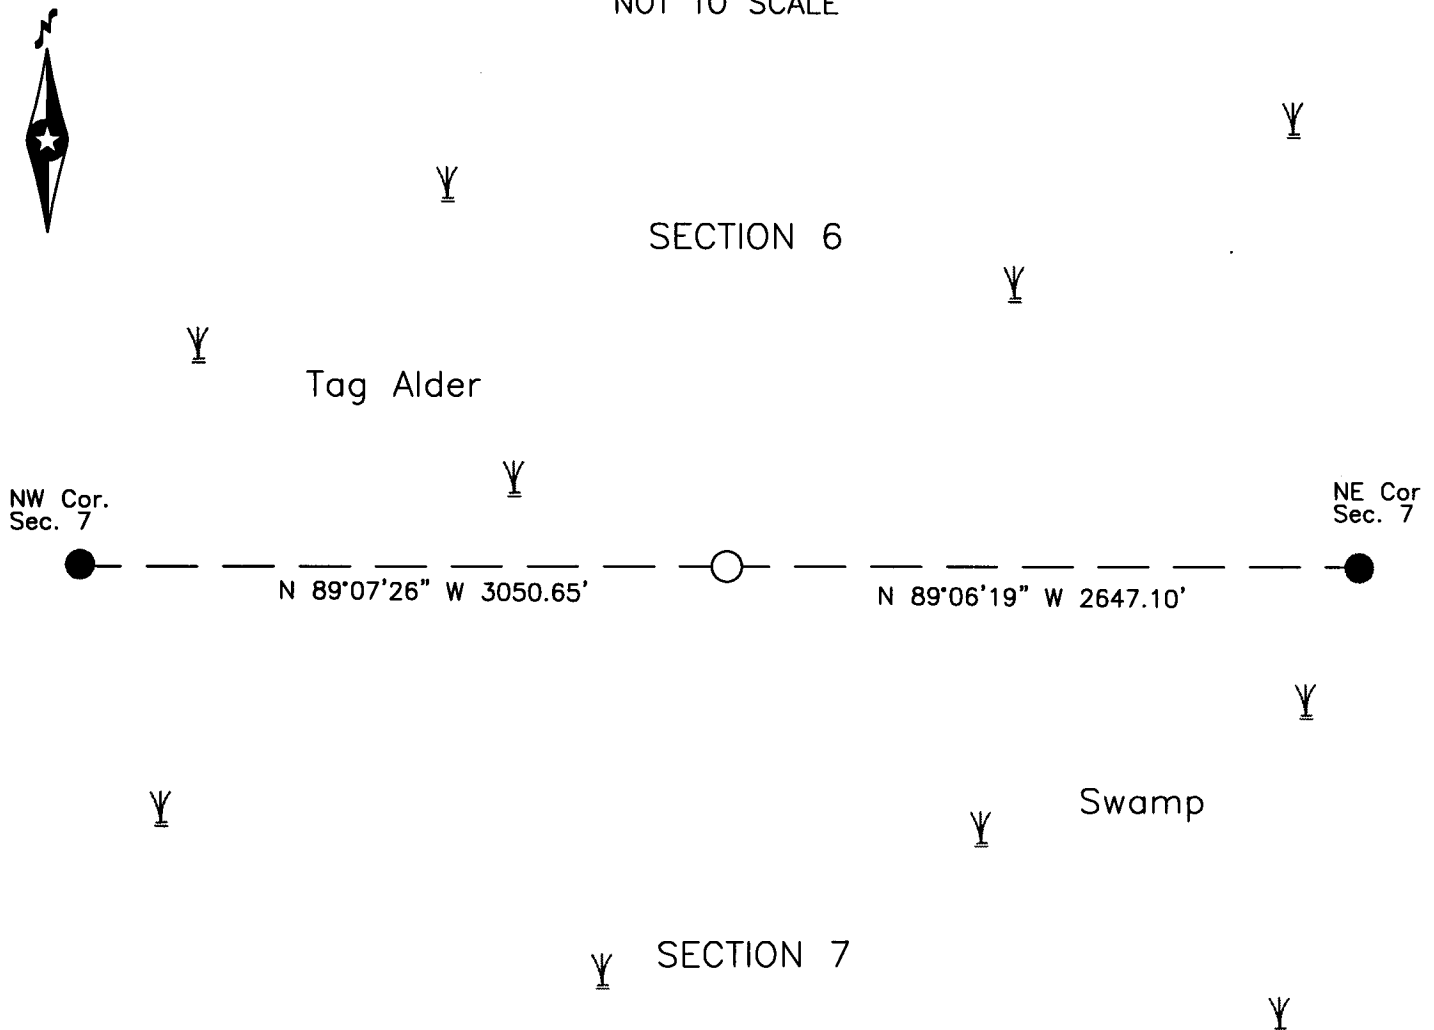 NOT TO SCALE
N
SECTION 6
Tag Alder
NW Cor.
Sec. 7
NE Cor
Sec. 7
N 89°07'26" W 3050.65'
N 89°06'19" W 2647.10'
Swamp
SECTION 7